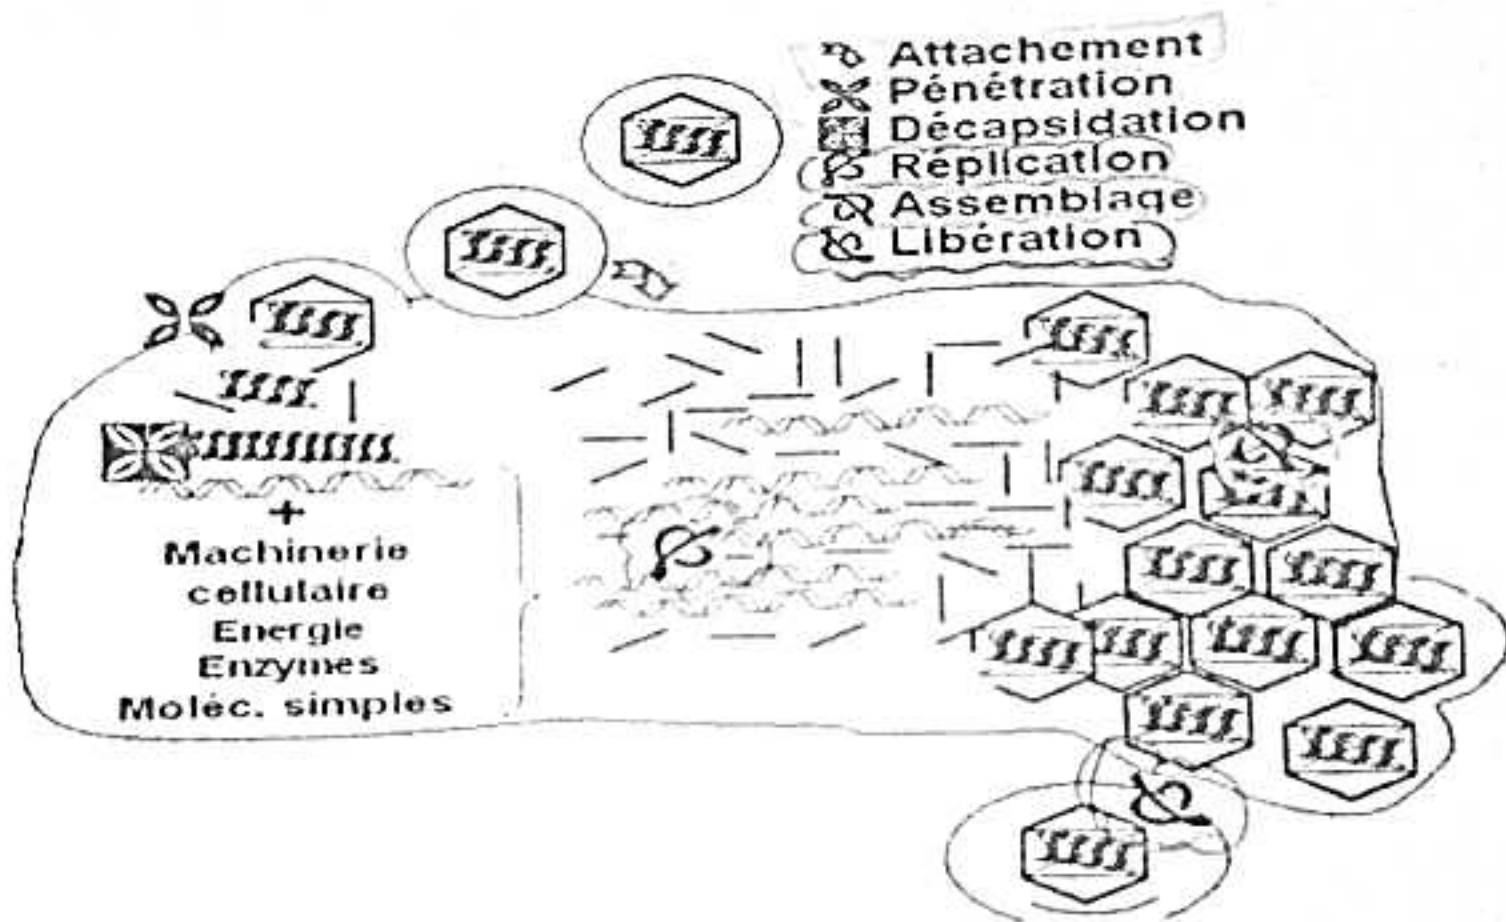 Attachement
Pénétration
Décapsidation
Réplication
Assemblage
Libération
+
Machinerie
cellulaire
Energie
Enzymes
Moléc. simples